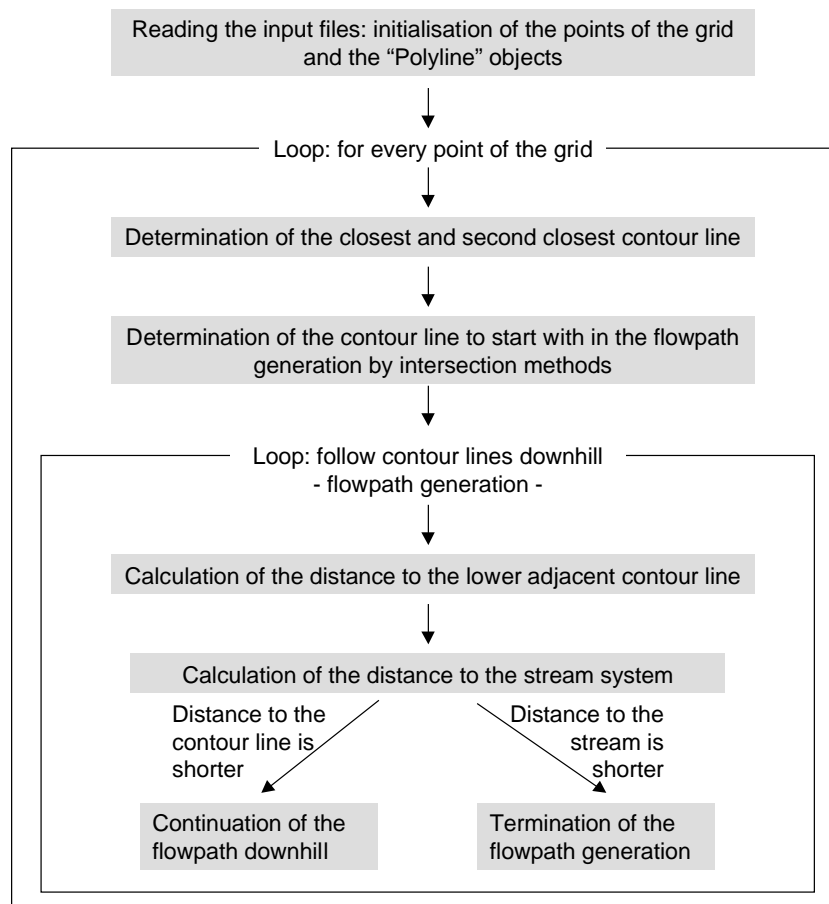 Reading the input files: initialisation of the points of the grid
and the “Polyline” objects
Loop: for every point of the grid
Determination of the closest and second closest contour line
Determination of the contour line to start with in the flowpath
generation by intersection methods
Loop: follow contour lines downhill
- flowpath generation -
Calculation of the distance to the lower adjacent contour line
Calculation of the distance to the stream system
Distance to the
contour line is
shorter
Distance to the
stream is
shorter
Continuation of the
flowpath downhill
Termination of the
flowpath generation